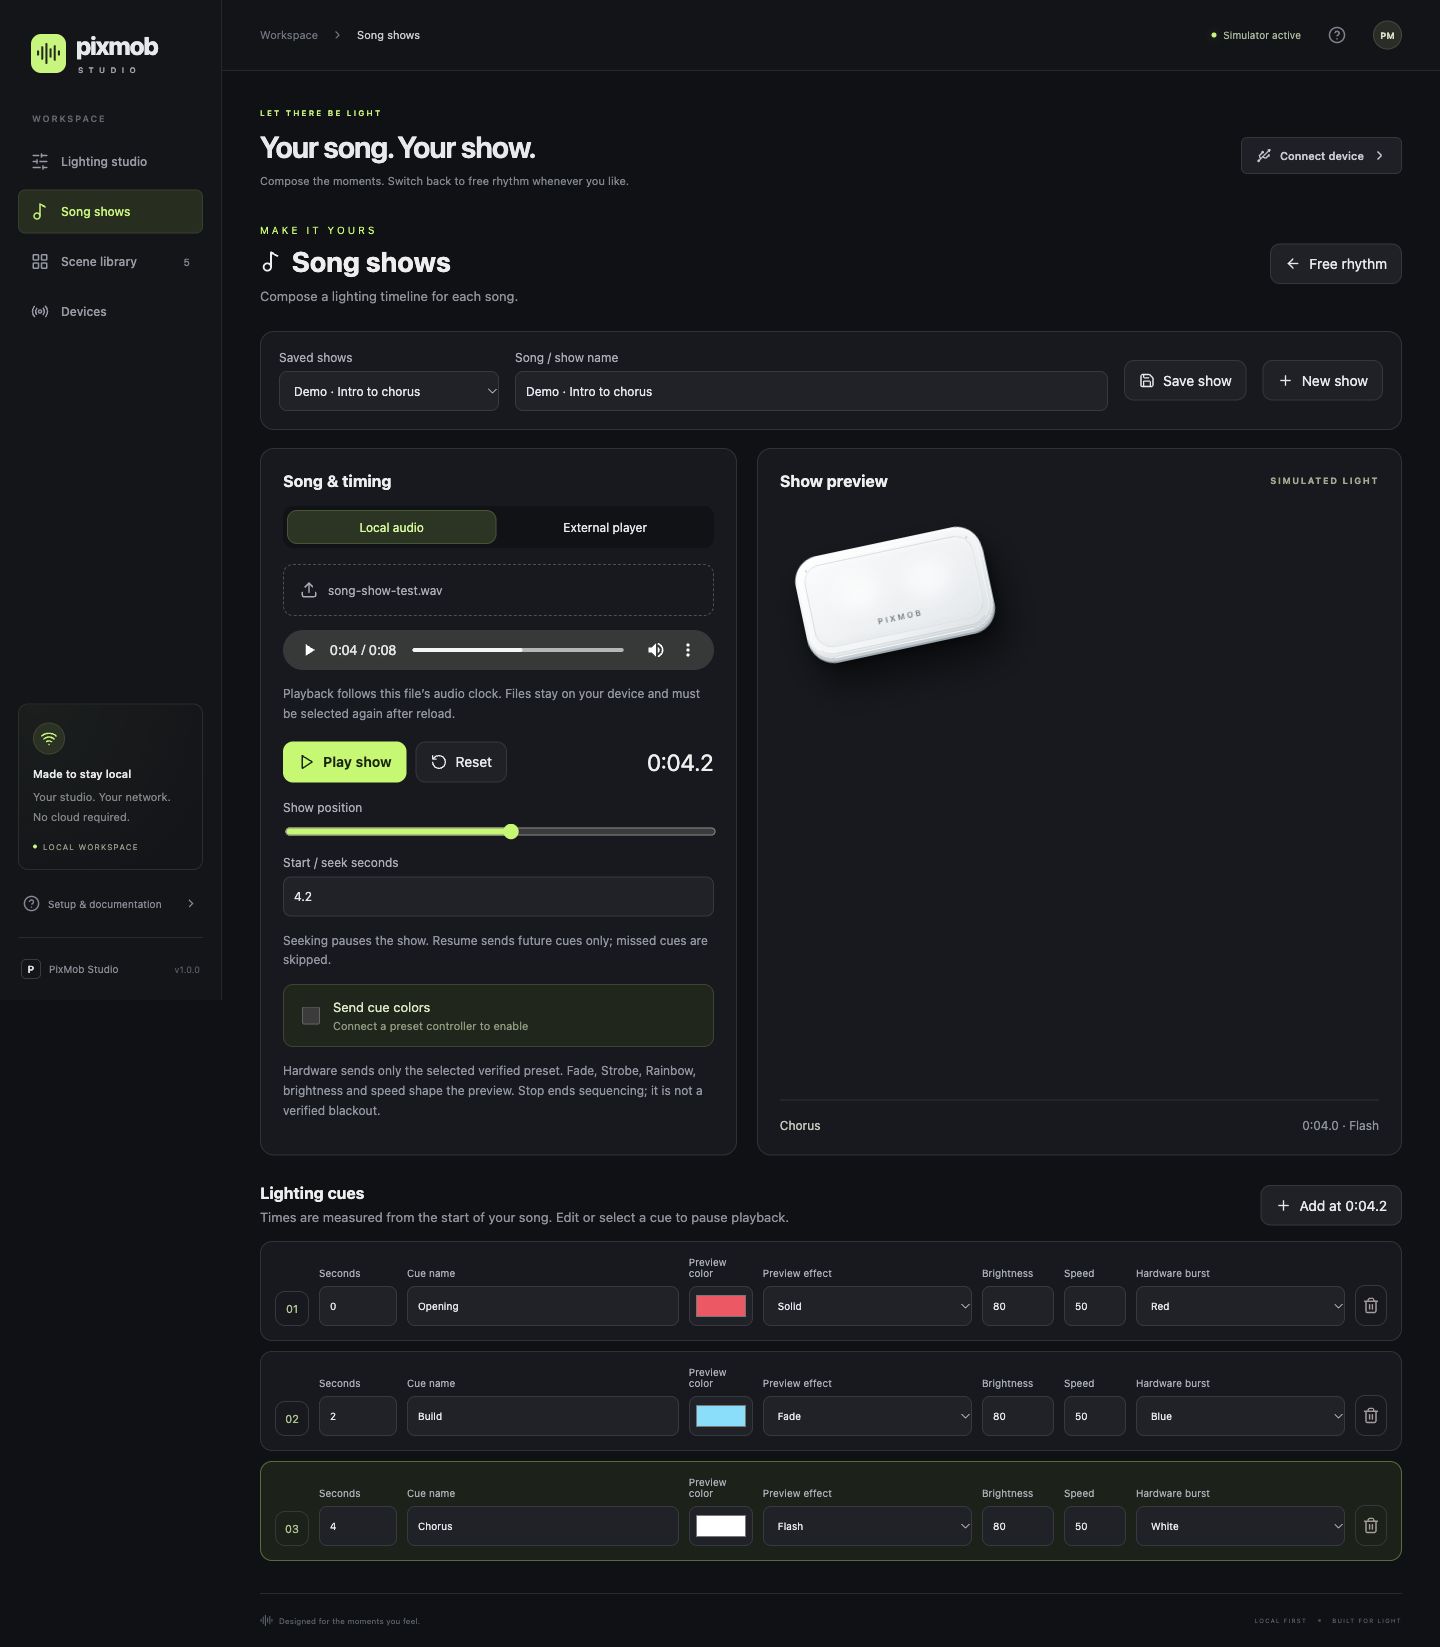 pixmob
STUDIO
WORKSPACE
Lighting studio
Song shows
Scene library 5
Devices
Made to stay local
Your studio. Your network.
No cloud required.
LOCAL WORKSPACE
Setup & documentation
P PixMob Studio v1.0.0
Workspace > Song shows
Simulator active
PM
LET THERE BE LIGHT
Your song. Your show.
Compose the moments. Switch back to free rhythm whenever you like.
Connect device
MAKE IT YOURS
Song shows
Compose a lighting timeline for each song.
Free rhythm
Saved shows
Demo · Intro to chorus
Song / show name
Demo · Intro to chorus
Save show
New show
Song & timing
Local audio
External player
song-show-test.wav
0:04 / 0:08
Playback follows this file's audio clock. Files stay on your device and must
be selected again after reload.
Play show
Reset
0:04.2
Show position
Start / seek seconds
4.2
Seeking pauses the show. Resume sends future cues only; missed cues are
skipped.
Send cue colors
Connect a preset controller to enable
Hardware sends only the selected verified preset. Fade, Strobe, Rainbow,
brightness and speed shape the preview. Stop ends sequencing; it is not a
verified blackout.
Show preview
SIMULATED LIGHT
PIXMOB
Chorus
0:04.0 · Flash
Lighting cues
Times are measured from the start of your song. Edit or select a cue to pause playback.
Add at 0:04.2
Seconds Cue name Preview color Preview effect Brightness Speed Hardware burst
01 0 Opening Solid 80 50 Red
Seconds Cue name Preview color Preview effect Brightness Speed Hardware burst
02 2 Build Fade 80 50 Blue
Seconds Cue name Preview color Preview effect Brightness Speed Hardware burst
03 4 Chorus Flash 80 50 White
Designed for the moments you feel.
LOCAL FIRST • BUILT FOR LIGHT